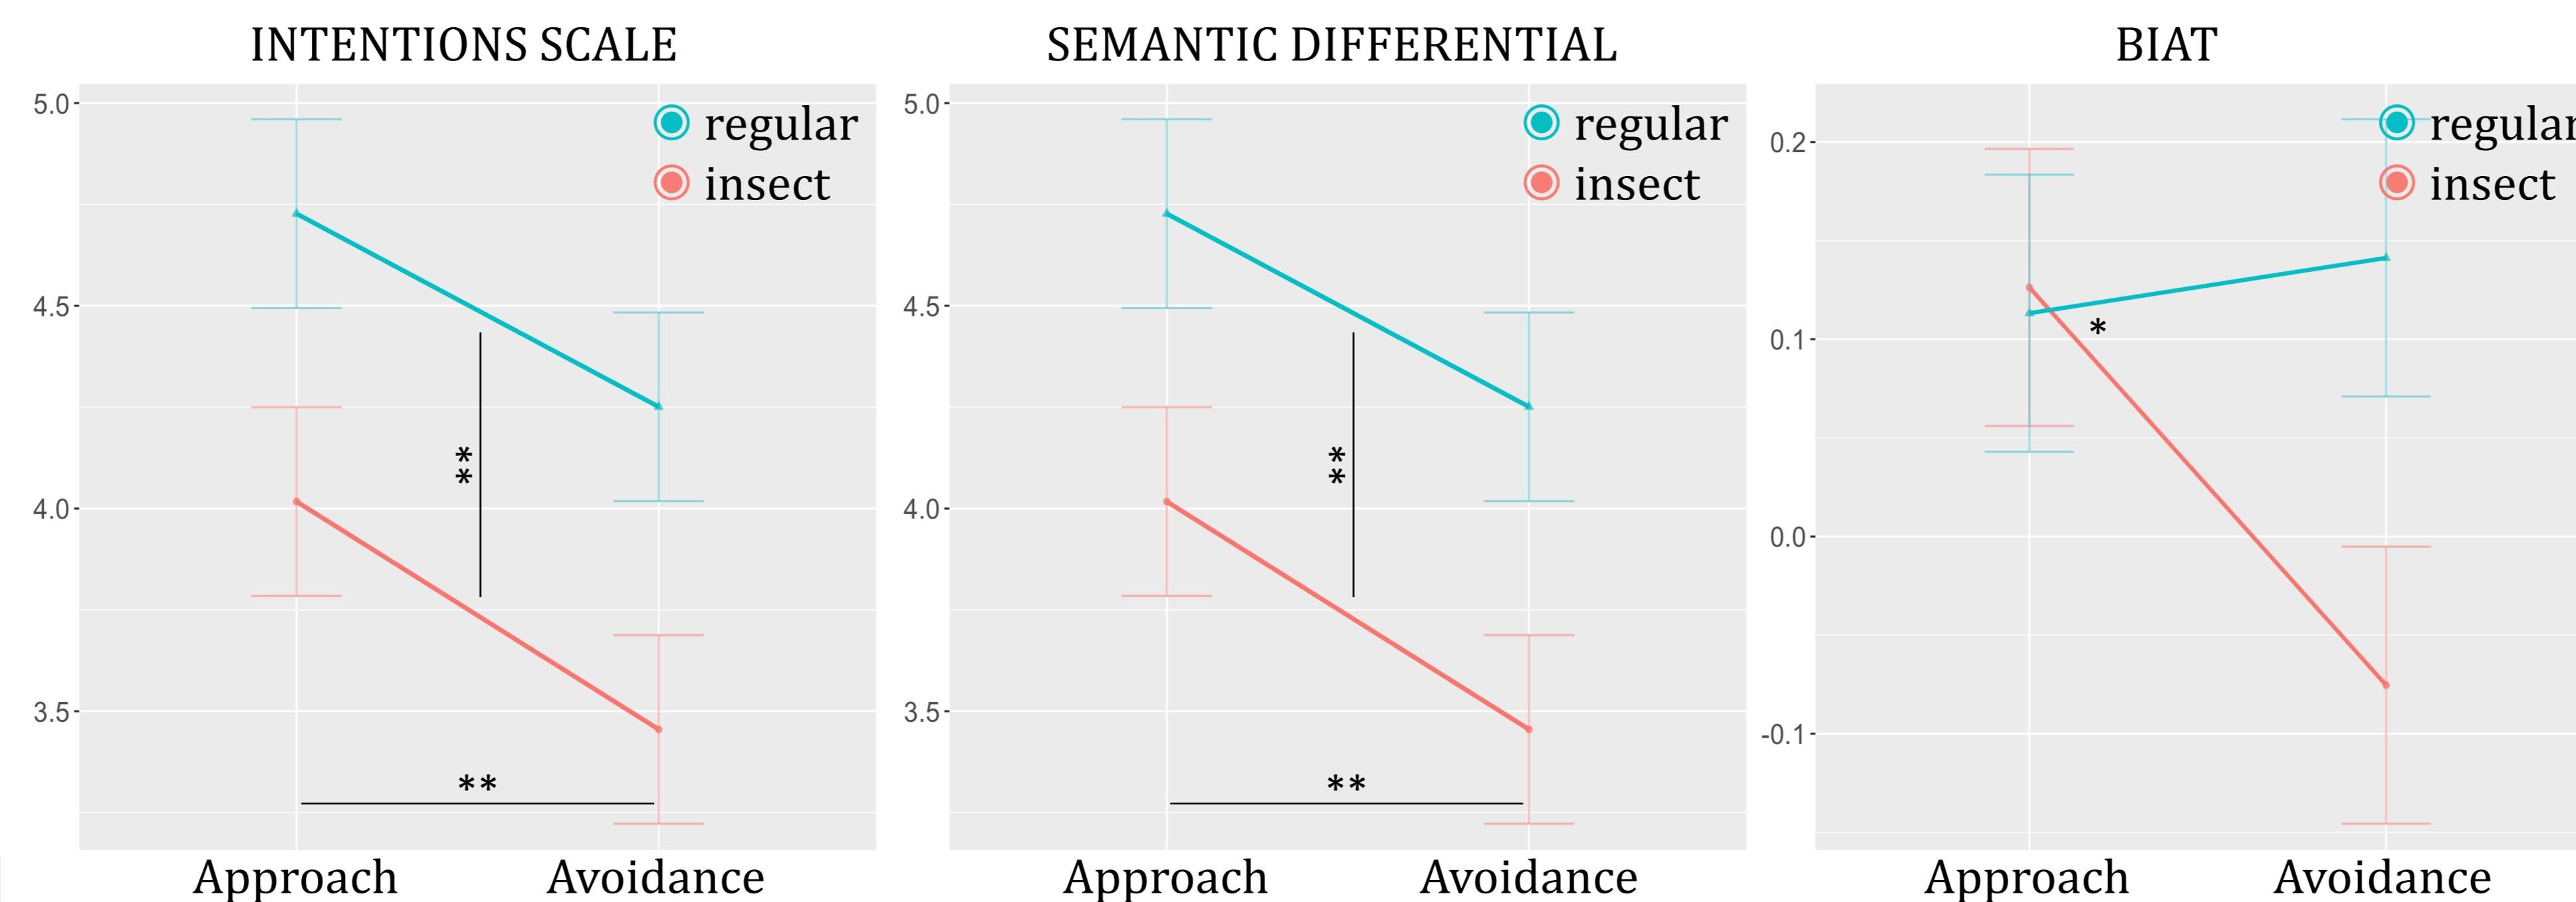 INTENTIONS SCALE
5.0
4.5
4.0
3.5
regular
insect
**
**
Approach Avoidance
SEMANTIC DIFFERENTIAL
5.0
4.5
4.0
3.5
regular
insect
**
**
Approach Avoidance
BIAT
0.2
0.1
0.0
-0.1
regular
insect
*
Approach Avoidance